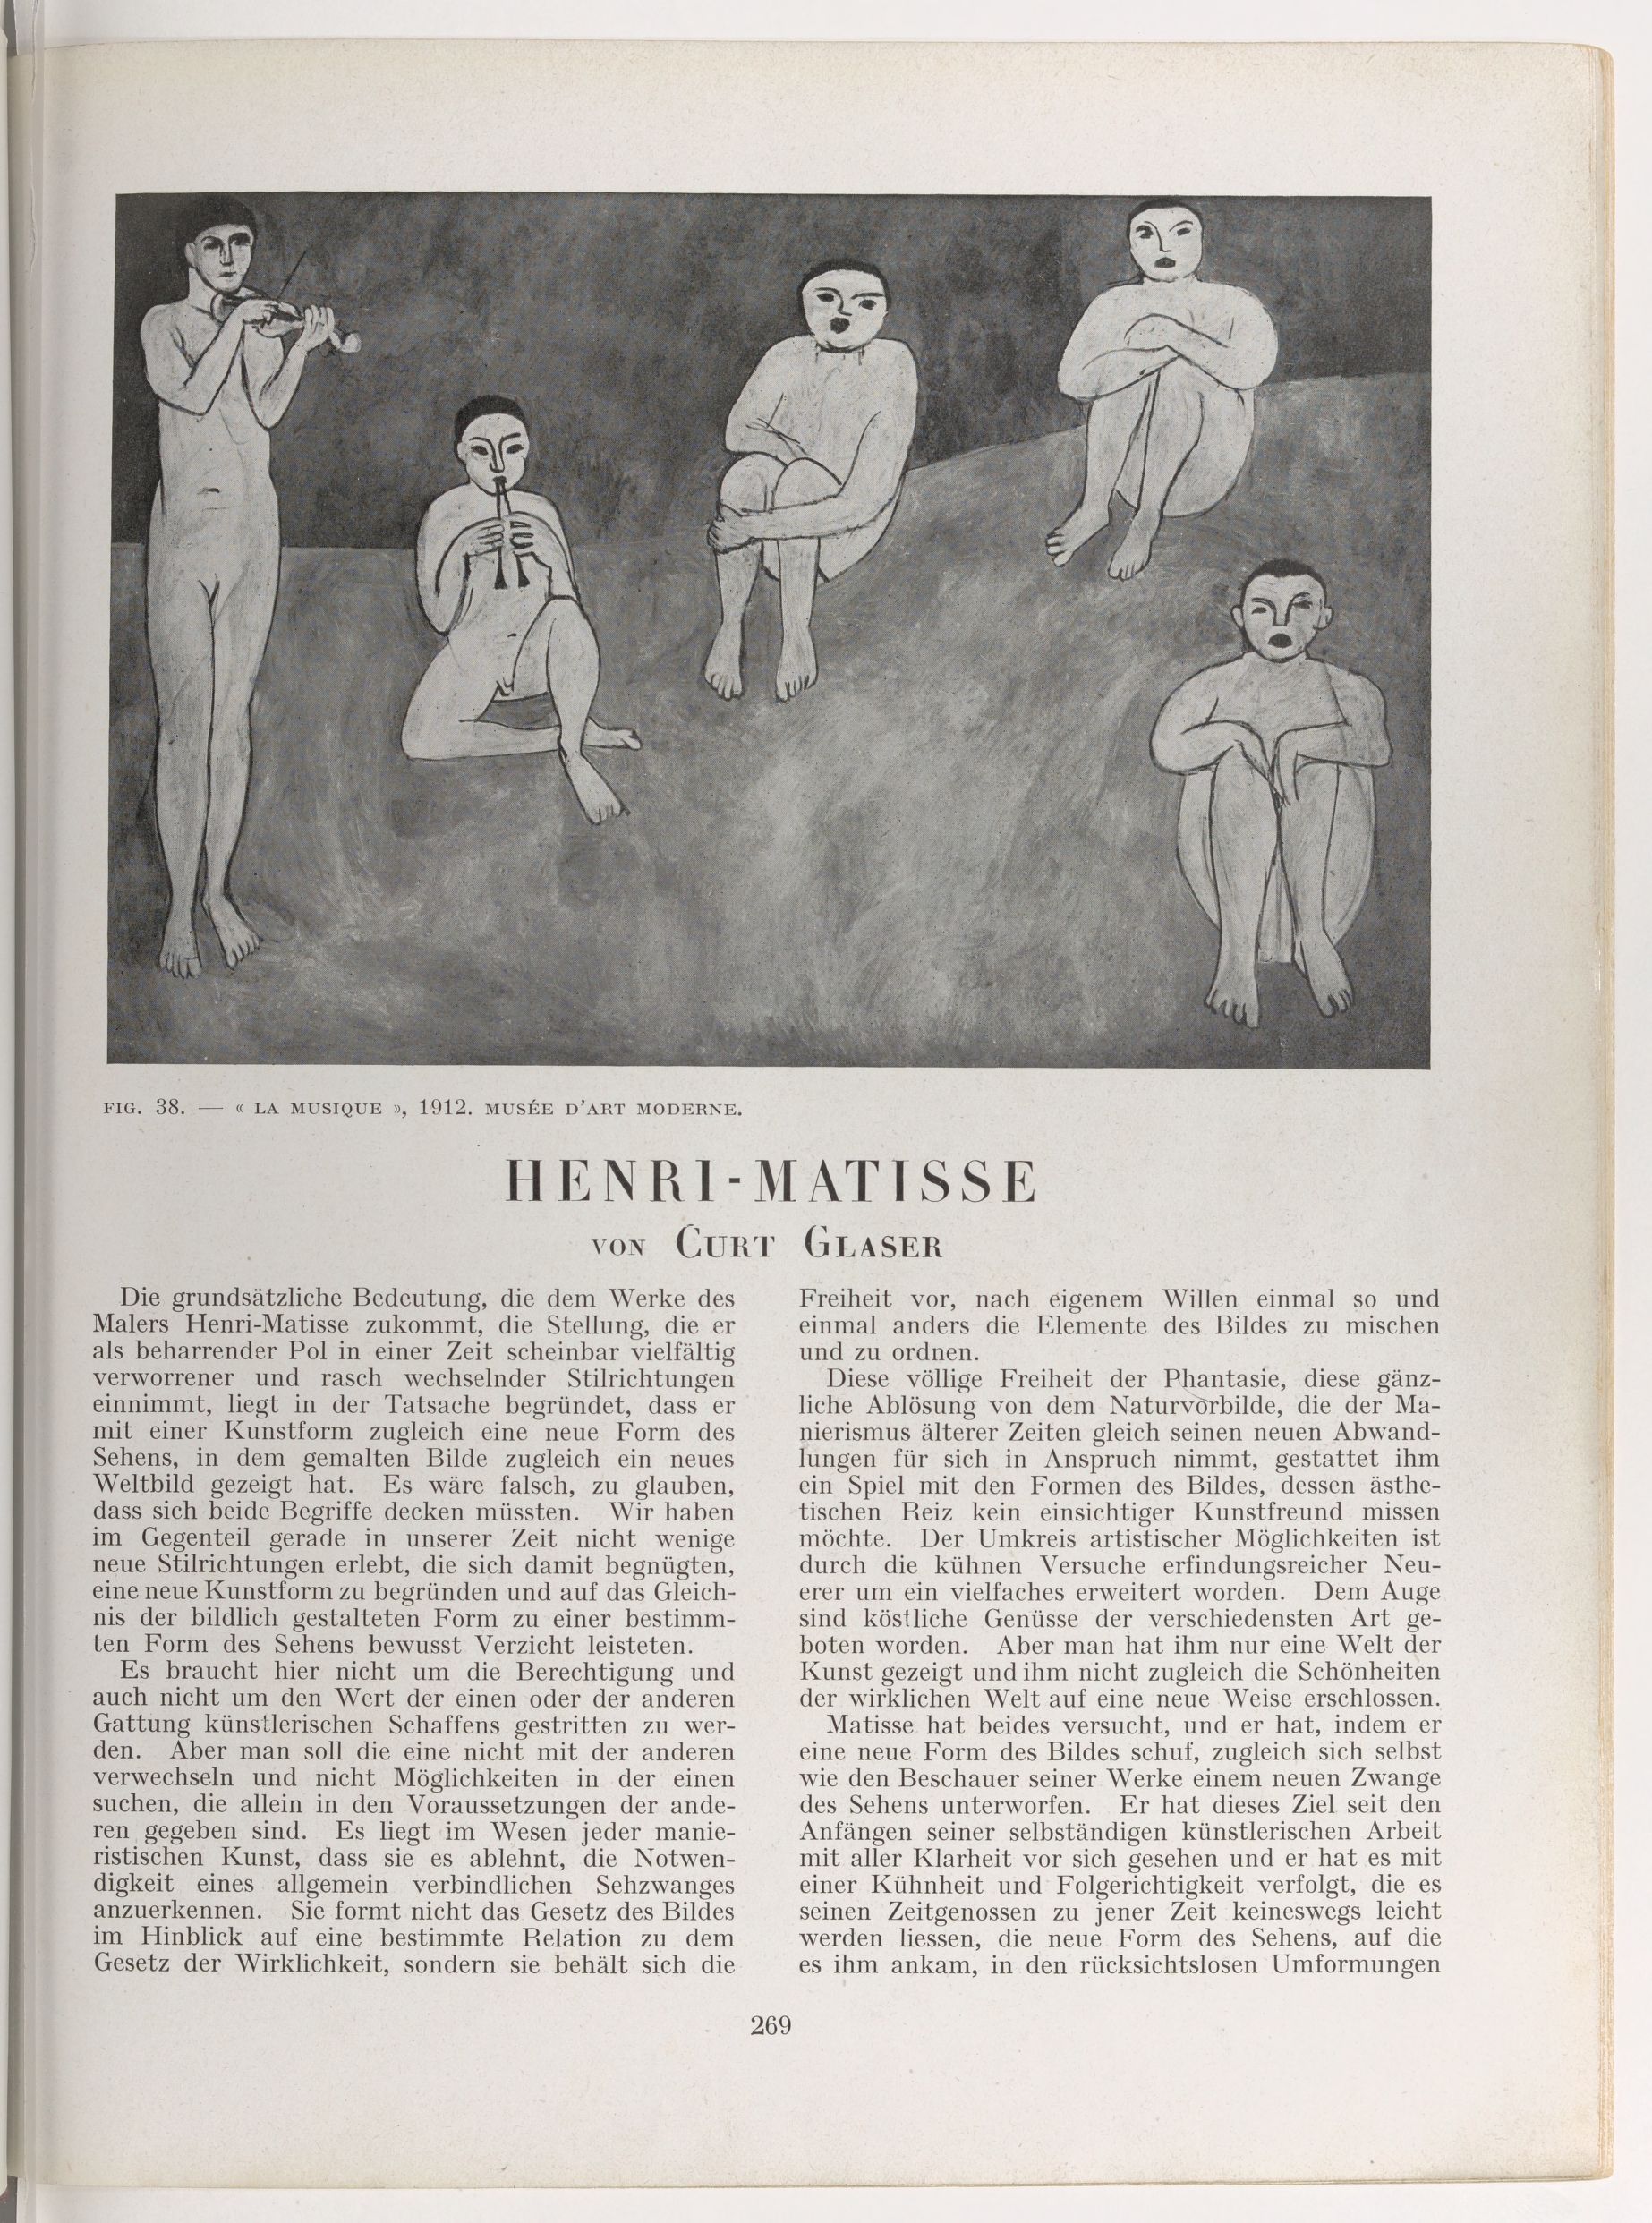 FIG. 38. — « LA MUSIQUE », 1912. MUSÉE D'ART MODERNE.
HENRI-MATISSE
VON CURT GLASER
Die grundsätzliche Bedeutung, die dem Werke des
Malers Henri-Matisse zukommt, die Stellung, die er
als beharrender Pol in einer Zeit scheinbar vielfältig
verworrener und rasch wechselnder Stilrichtungen
einnimmt, liegt in der Tatsache begründet, dass er
mit einer Kunstform zugleich eine neue Form des
Sehens, in dem gemalten Bilde zugleich ein neues
Weltbild gezeigt hat. Es wäre falsch, zu glauben,
dass sich beide Begriffe decken müssten. Wir haben
im Gegenteil gerade in unserer Zeit nicht wenige
neue Stilrichtungen erlebt, die sich damit begnügten,
eine neue Kunstform zu begründen und auf das Gleich-
nis der bildlich gestalteten Form zu einer bestimm-
ten Form des Sehens bewusst Verzicht leisteten.
Es braucht hier nicht um die Berechtigung und
auch nicht um den Wert der einen oder der anderen
Gattung künstlerischen Schaffens gestritten zu wer-
den. Aber man soll die eine nicht mit der anderen
verwechseln und nicht Möglichkeiten in der einen
suchen, die allein in den Voraussetzungen der ande-
ren gegeben sind. Es liegt im Wesen jeder manie-
ristischen Kunst, dass sie es ablehnt, die Notwen-
digkeit eines allgemein verbindlichen Sehzwanges
anzuerkennen. Sie formt nicht das Gesetz des Bildes
im Hinblick auf eine bestimmte Relation zu dem
Gesetz der Wirklichkeit, sondern sie behält sich die
Freiheit vor, nach eigenem Willen einmal so und
einmal anders die Elemente des Bildes zu mischen
und zu ordnen.
Diese völlige Freiheit der Phantasie, diese gänz-
liche Ablösung von dem Naturvorbilde, die der Ma-
nierismus älterer Zeiten gleich seinen neuen Abwand-
lungen für sich in Anspruch nimmt, gestattet ihm
ein Spiel mit den Formen des Bildes, dessen ästhe-
tischen Reiz kein einsichtiger Kunstfreund missen
möchte. Der Umkreis artistischer Möglichkeiten ist
durch die kühnen Versuche erfindungsreicher Neu-
erer um ein vielfaches erweitert worden. Dem Auge
sind köstliche Genüsse der verschiedensten Art ge-
boten worden. Aber man hat ihm nur eine Welt der
Kunst gezeigt und ihm nicht zugleich die Schönheiten
der wirklichen Welt auf eine neue Weise erschlossen.
Matisse hat beides versucht, und er hat, indem er
eine neue Form des Bildes schuf, zugleich sich selbst
wie den Beschauer seiner Werke einem neuen Zwange
des Sehens unterworfen. Er hat dieses Ziel seit den
Anfängen seiner selbständigen künstlerischen Arbeit
mit aller Klarheit vor sich gesehen und er hat es mit
einer Kühnheit und Folgerichtigkeit verfolgt, die es
seinen Zeitgenossen zu jener Zeit keineswegs leicht
werden liessen, die neue Form des Sehens, auf die
es ihm ankam, in den rücksichtslosen Umformungen
269